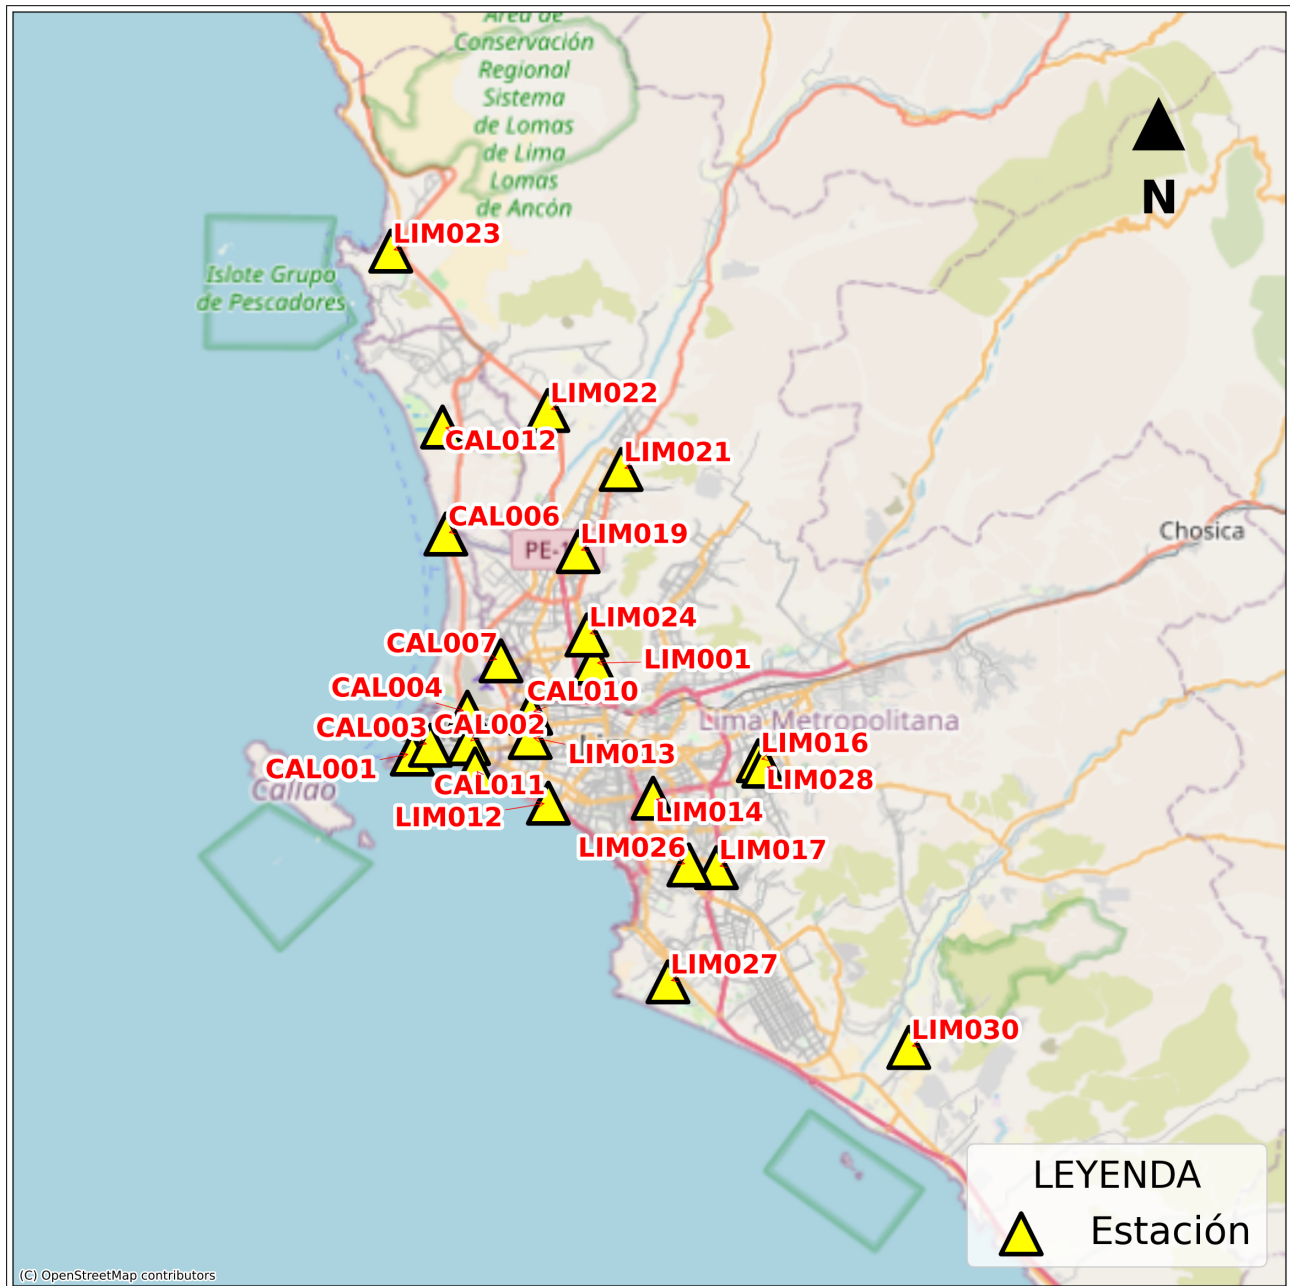 Área de
Conservación
Regional
Sistema
de Lomas
de Lima
Lomas
de Ancón
N
LIM023
Islote Grupo
de Pescadores
LIM022
CAL012
LIM021
CAL006
LIM019
PE-1
Chosica
LIM024
CAL007
LIM001
CAL004
CAL010
CAL003
CAL002
Lima Metropolitana
LIM013
LIM016
CAL001
LIM028
CAL011
Callao
LIM012
LIM014
LIM026
LIM017
LIM027
LIM030
LEYENDA
Estación
(C) OpenStreetMap contributors